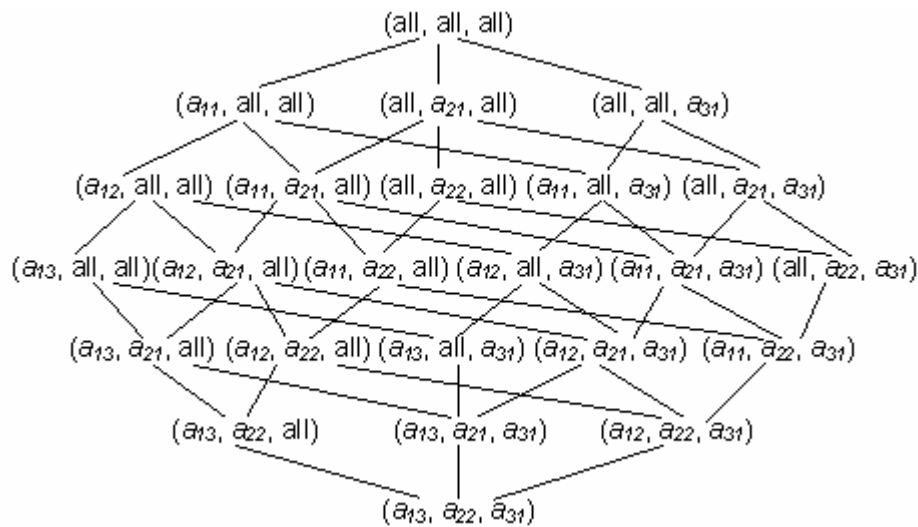 (all, all, all)
(a11, all, all) (all, a21, all) (all, all, a31)
(a12, all, all) (a11, a21, all) (all, a22, all) (a11, all, a31) (all, a21, a31)
(a13, all, all)(a12, a21, all)(a11, a22, all) (a12, all, a31) (a11, a21, a31) (all, a22, a31)
(a13, a21, all) (a12, a22, all) (a13, all, a31) (a12, a21, a31) (a11, a22, a31)
(a13, a22, all) (a13, a21, a31) (a12, a22, a31)
(a13, a22, a31)